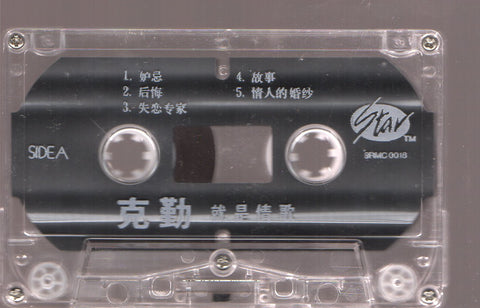 1. 妒忌
2. 后悔
3. 失恋专家
4. 故事
5. 情人的婚纱
Star TM
SIDE A
SRMC 0018
克勤 就是情歌